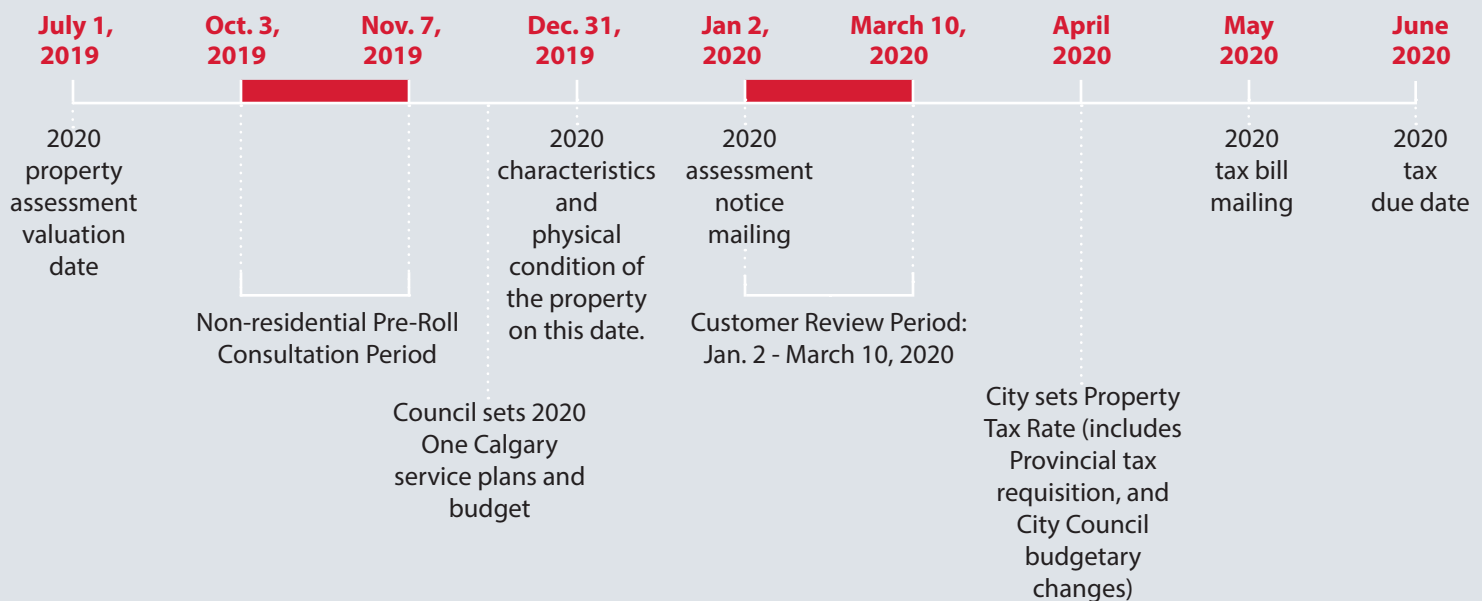 July 1,
2019
Oct. 3,
2019
Nov. 7,
2019
Dec. 31,
2019
Jan 2,
2020
March 10,
2020
April
2020
May
2020
June
2020
2020
property
assessment
valuation
date
Non-residential Pre-Roll
Consultation Period
Council sets 2020
One Calgary
service plans and
budget
2020
characteristics
and
physical
condition of
the property
on this date.
2020
assessment
notice
mailing
Customer Review Period:
Jan. 2 - March 10, 2020
City sets Property
Tax Rate (includes
Provincial tax
requisition, and
City Council
budgetary
changes)
2020
tax bill
mailing
2020
tax
due date